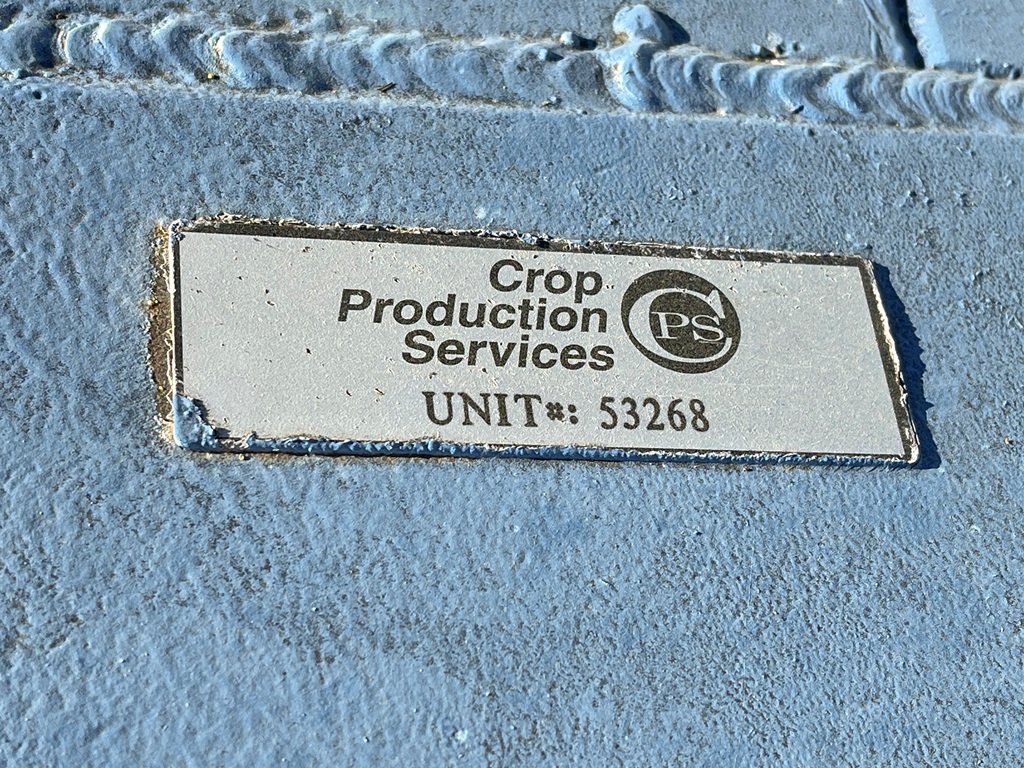 Crop
Production
Services
CPS
UNIT#: 53268